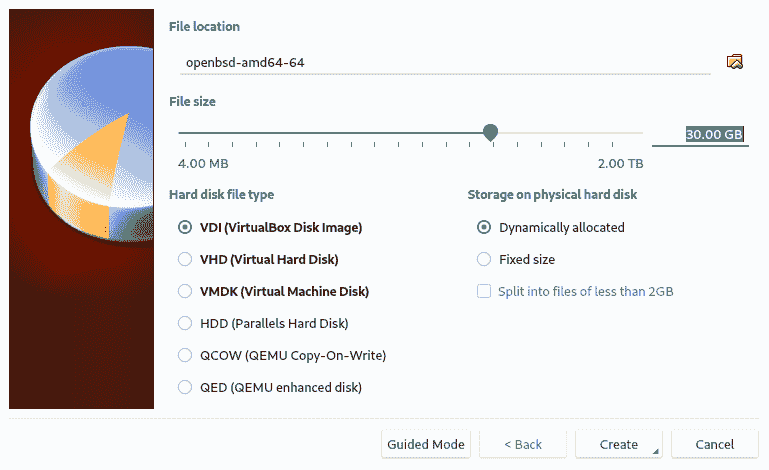 File location
openbsd-amd64-64
File size
30.00 GB
4.00 MB 2.00 TB
Hard disk file type
VDI (VirtualBox Disk Image)
VHD (Virtual Hard Disk)
VMDK (Virtual Machine Disk)
HDD (Parallels Hard Disk)
QCOW (QEMU Copy-On-Write)
QED (QEMU enhanced disk)
Storage on physical hard disk
Dynamically allocated
Fixed size
Split into files of less than 2GB
Guided Mode < Back Create Cancel